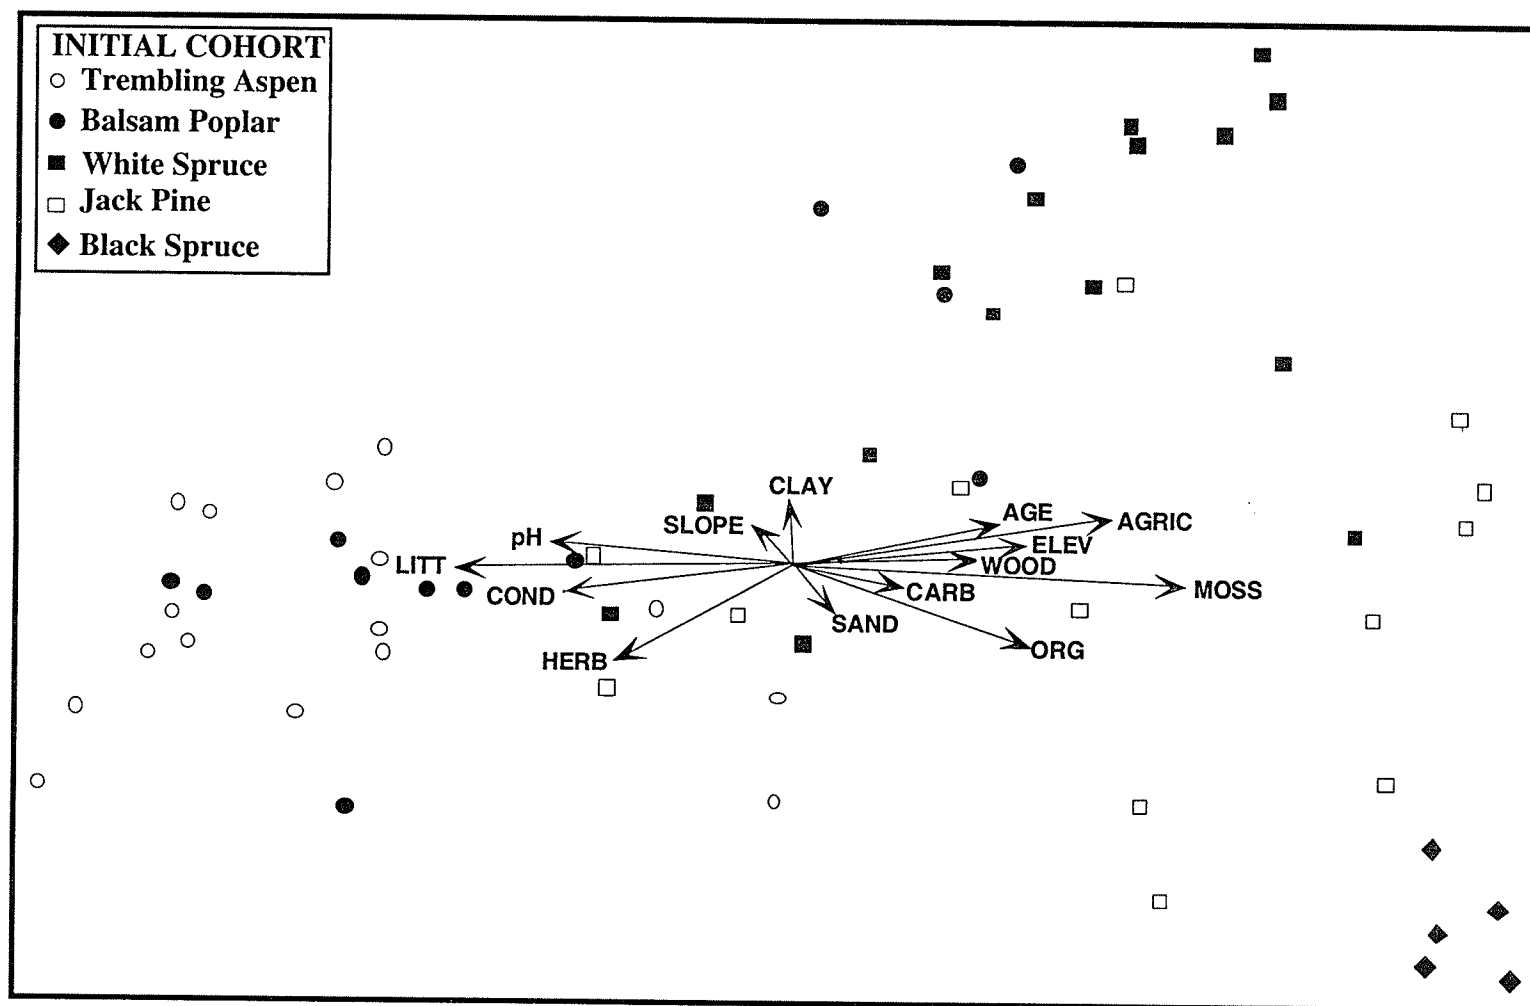 INITIAL COHORT
Trembling Aspen
Balsam Poplar
White Spruce
Jack Pine
Black Spruce
CLAY
SLOPE
AGE
AGRIC
pH
ELEV
LITT
WOOD
COND
CARB
MOSS
SAND
HERB
ORG